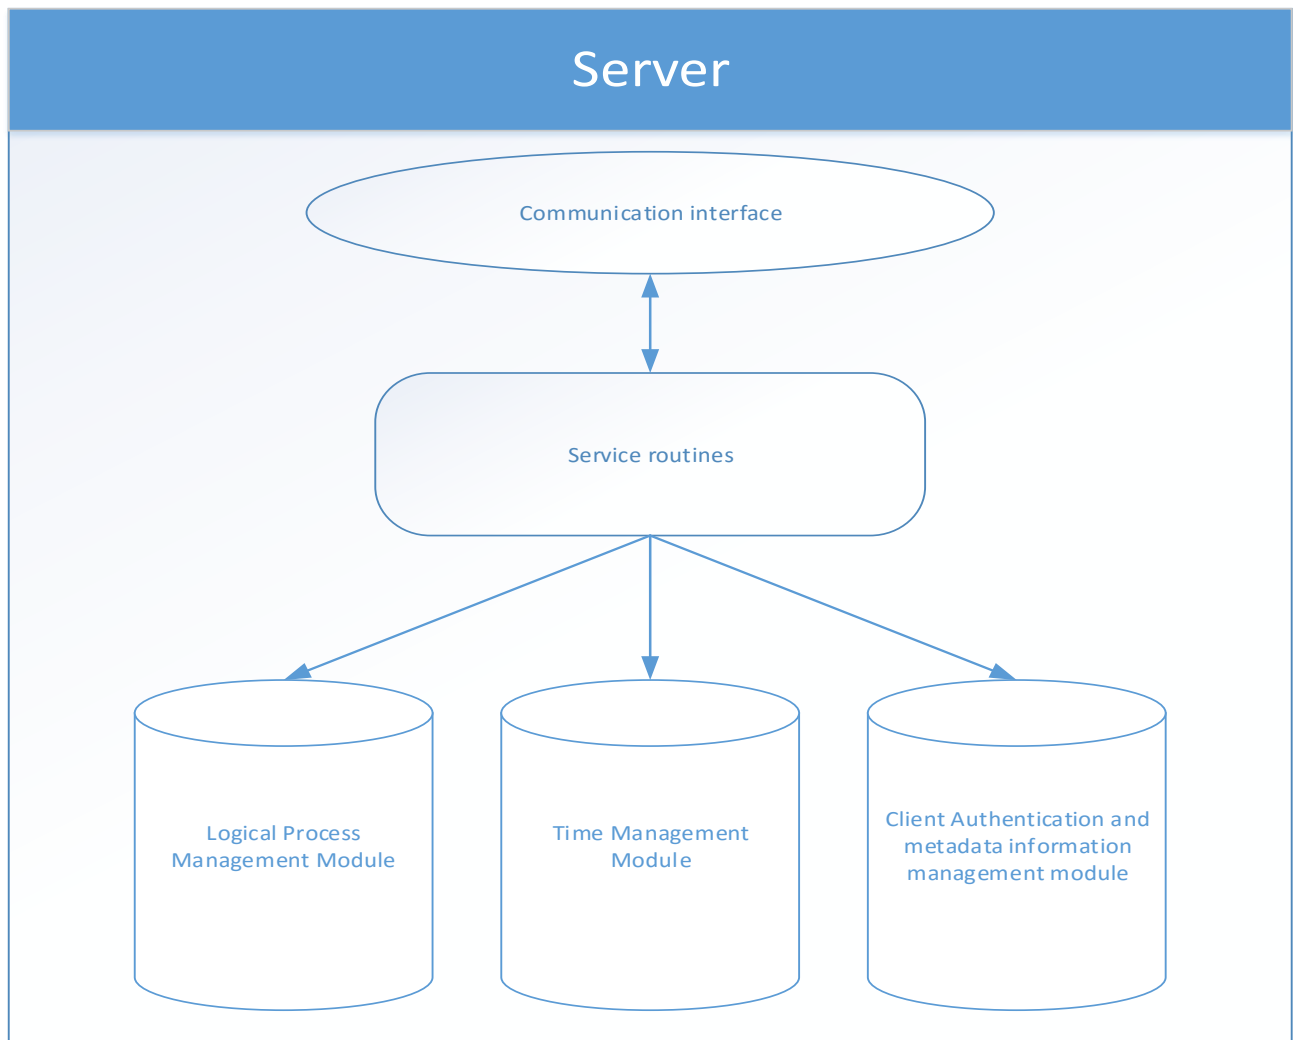 Server
Communication interface
Service routines
Logical Process
Management Module
Time Management
Module
Client Authentication and
metadata information
management module